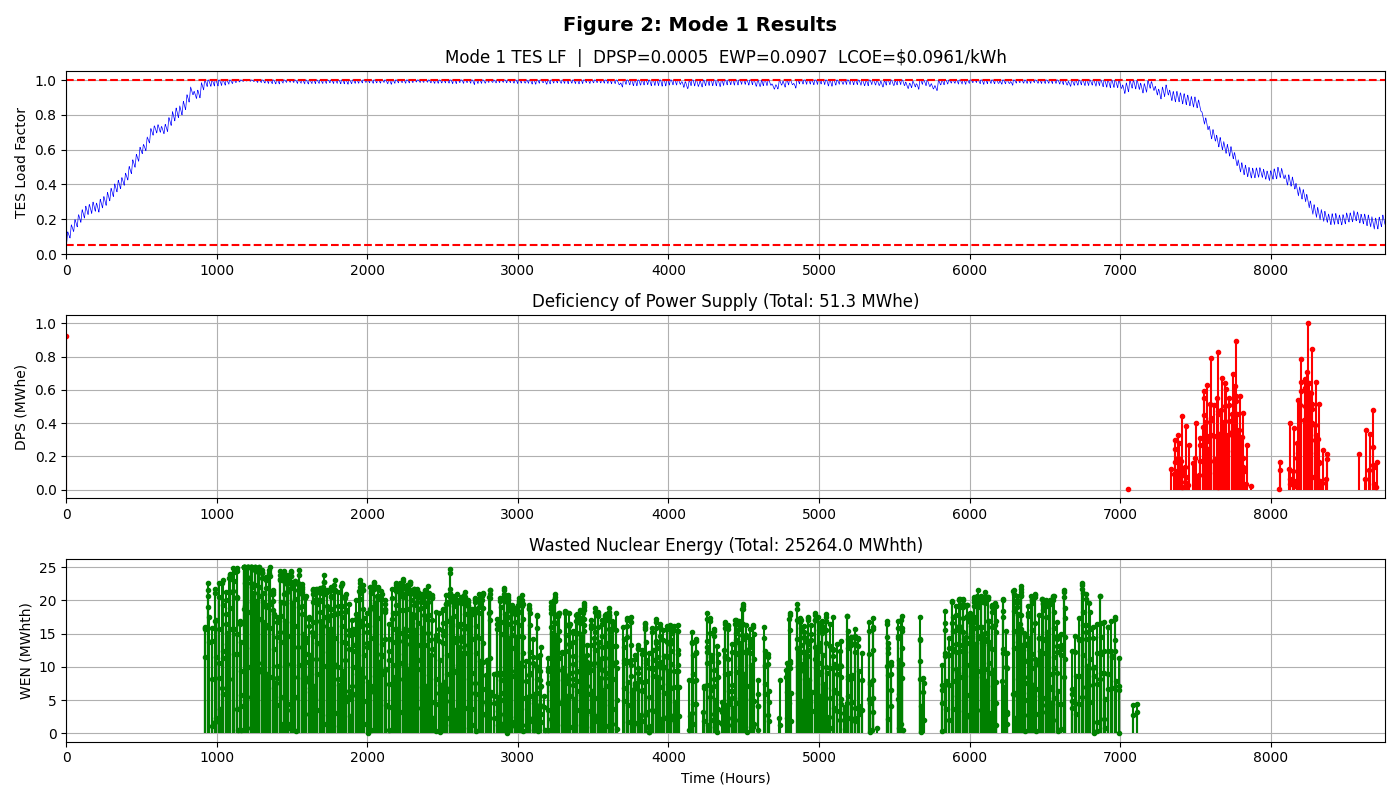 Figure 2: Mode 1 Results
Mode 1 TES LF | DPSP=0.0005 EWP=0.0907 LCOE=$0.0961/kWh
TES Load Factor
1.0
0.8
0.6
0.4
0.2
0.0
0 1000 2000 3000 4000 5000 6000 7000 8000
Deficiency of Power Supply (Total: 51.3 MWhe)
DPS (MWhe)
1.0
0.8
0.6
0.4
0.2
0.0
0 1000 2000 3000 4000 5000 6000 7000 8000
Wasted Nuclear Energy (Total: 25264.0 MWhth)
WEN (MWhth)
25
20
15
10
5
0
0 1000 2000 3000 4000 5000 6000 7000 8000
Time (Hours)